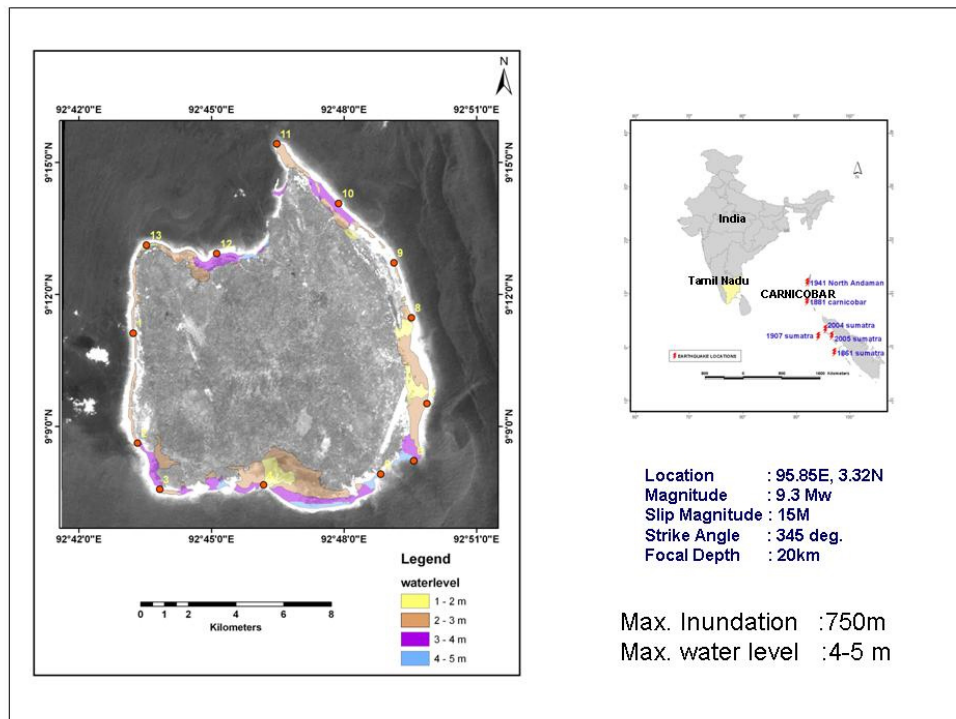 N
92°42'0"E
92°45'0"E
92°48'0"E
92°51'0"E
9°15'0"N
9°12'0"N
9°9'0"N
9°15'0"N
9°12'0"N
9°9'0"N
11
10
13
12
9
8
3
92°42'0"E
92°45'0"E
92°48'0"E
92°51'0"E
Legend
waterlevel
1 - 2 m
2 - 3 m
3 - 4 m
4 - 5 m
0 1 2 4 6 8
Kilometers
India
Tamil Nadu
CARNICOBAR
1941 North Andaman
1881 carnicobar
2004 sumatra
1907 sumatra
2005 sumatra
1861 sumatra
EARTHQUAKE LOCATIONS
Kilometers
Location : 95.85E, 3.32N
Magnitude : 9.3 Mw
Slip Magnitude : 15M
Strike Angle : 345 deg.
Focal Depth : 20km
Max. Inundation :750m
Max. water level :4-5 m